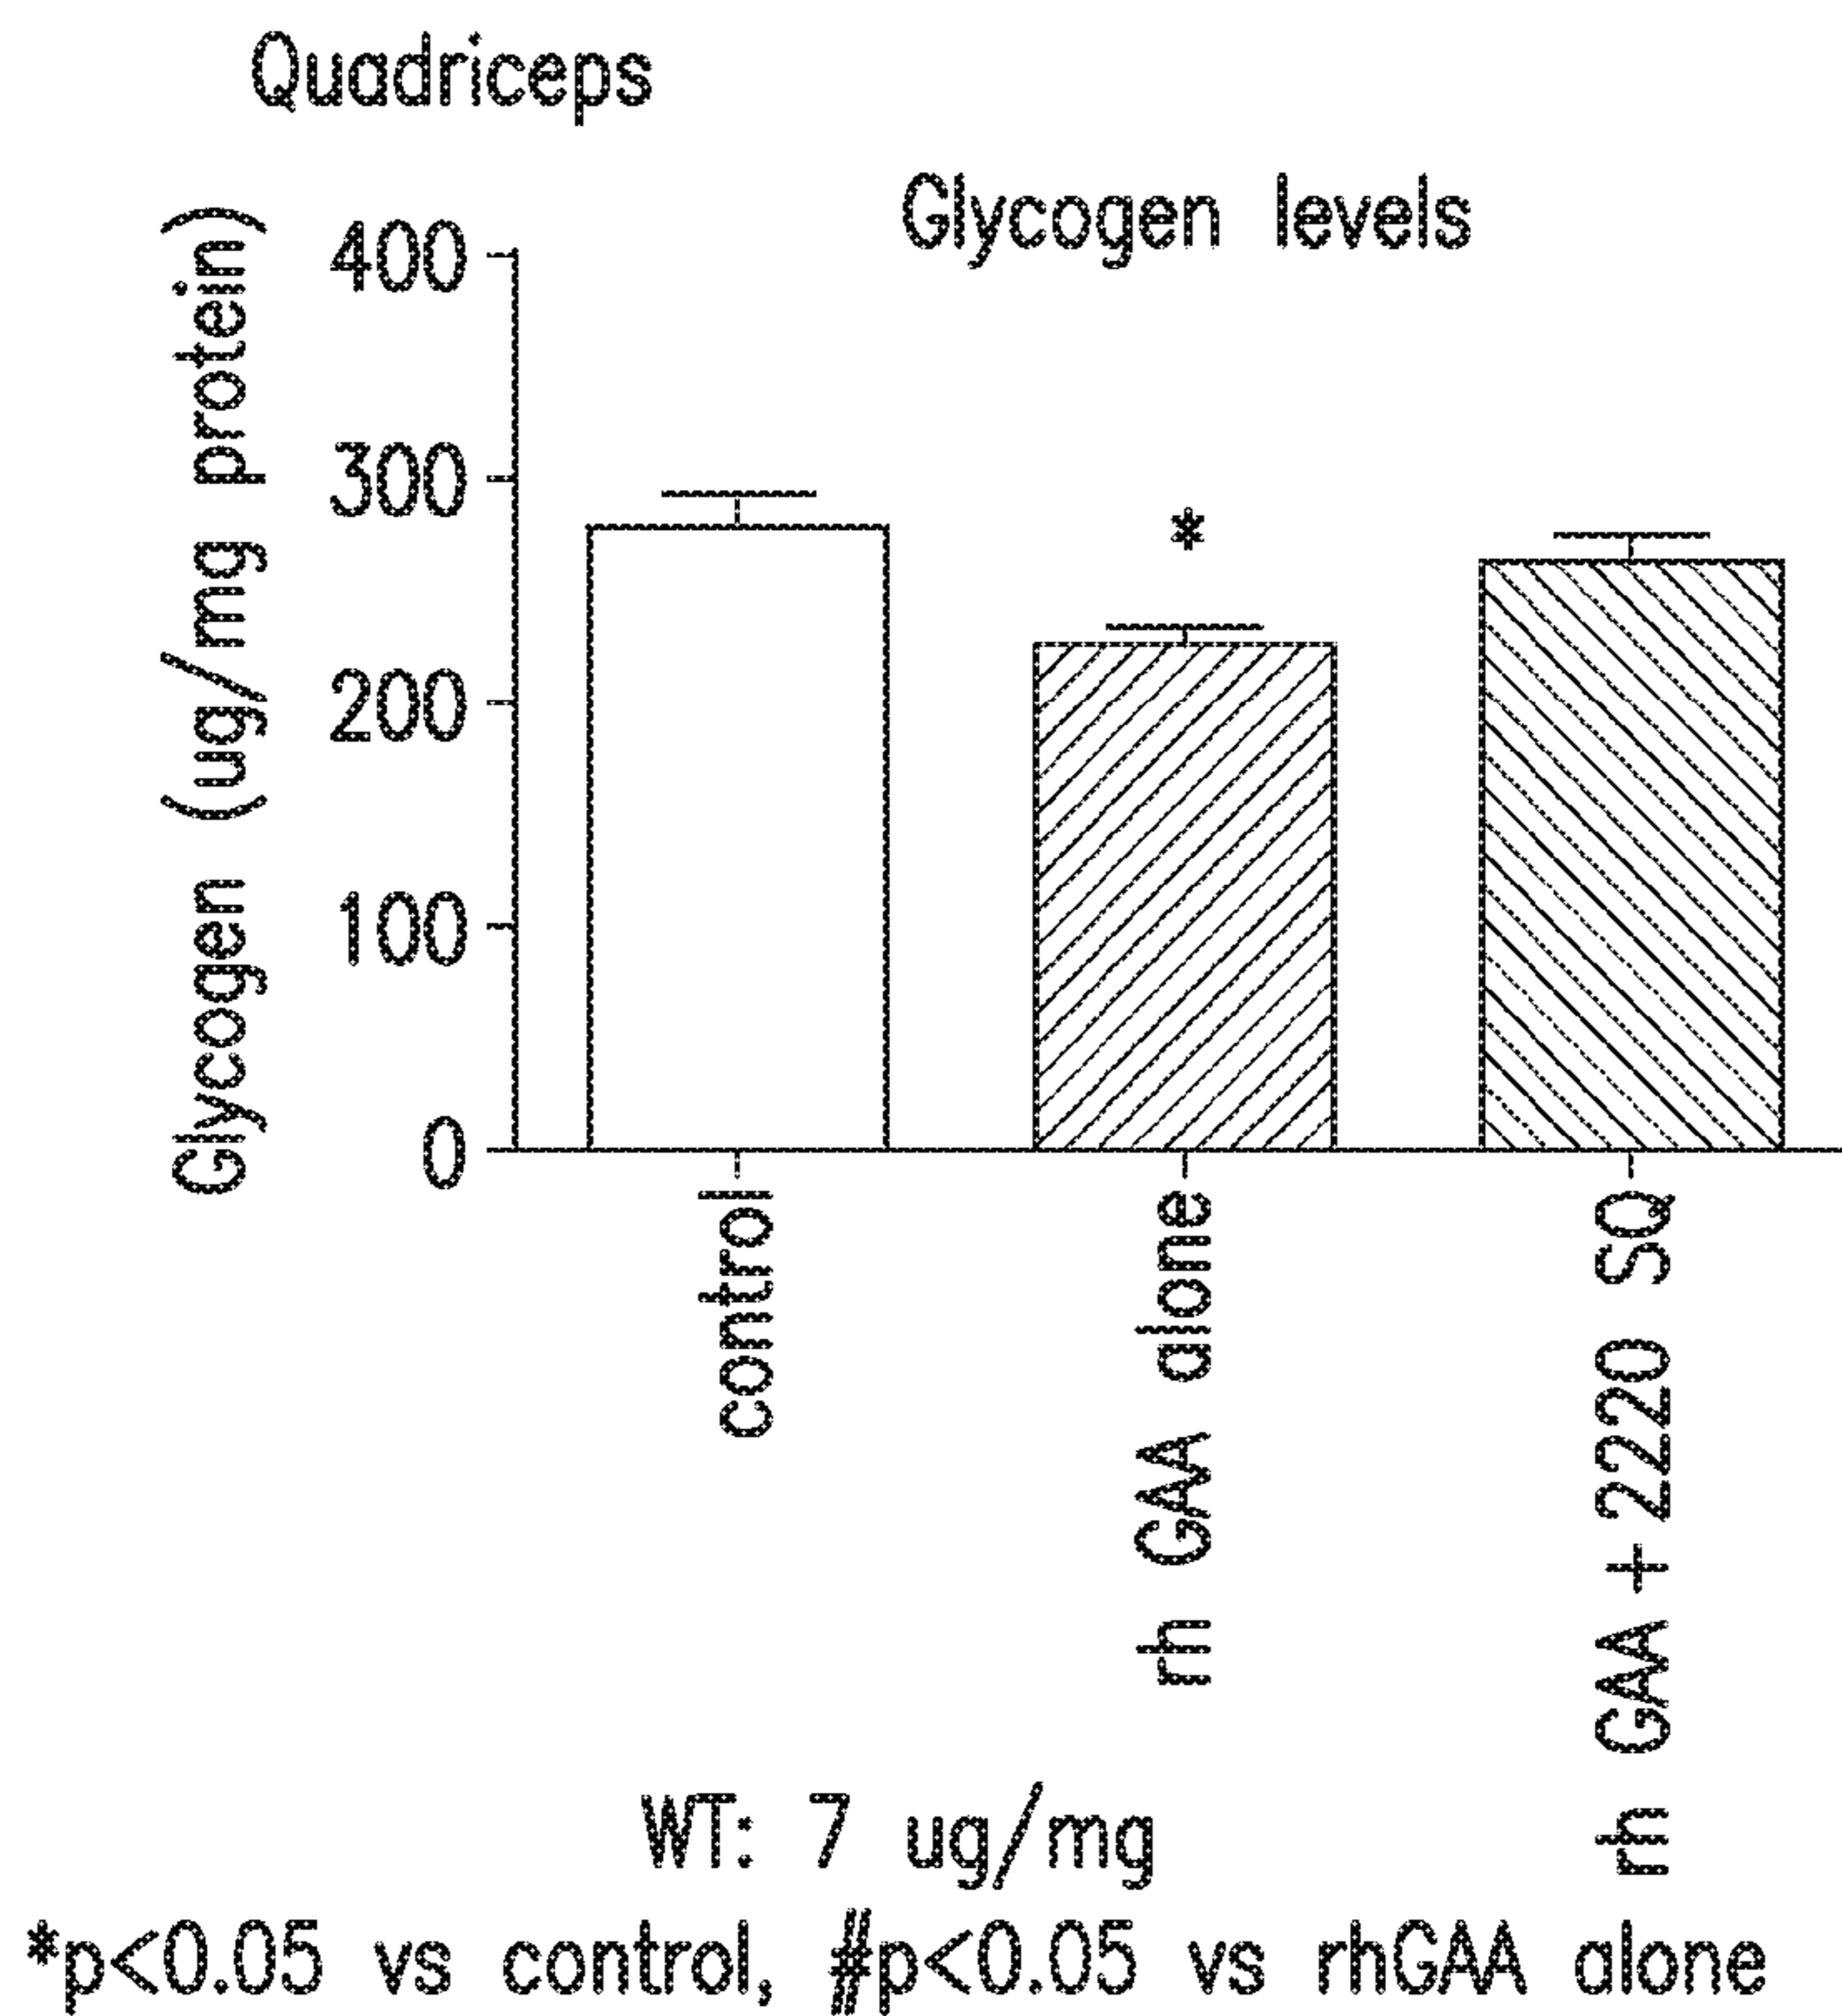 Quadriceps
Glycogen levels
Glycogen (ug/mg protein)
400
300
200
100
0
*
control
rh GAA alone
rh GAA + 2220 SQ
WT: 7 ug/mg
*p<0.05 vs control, #p<0.05 vs rhGAA alone